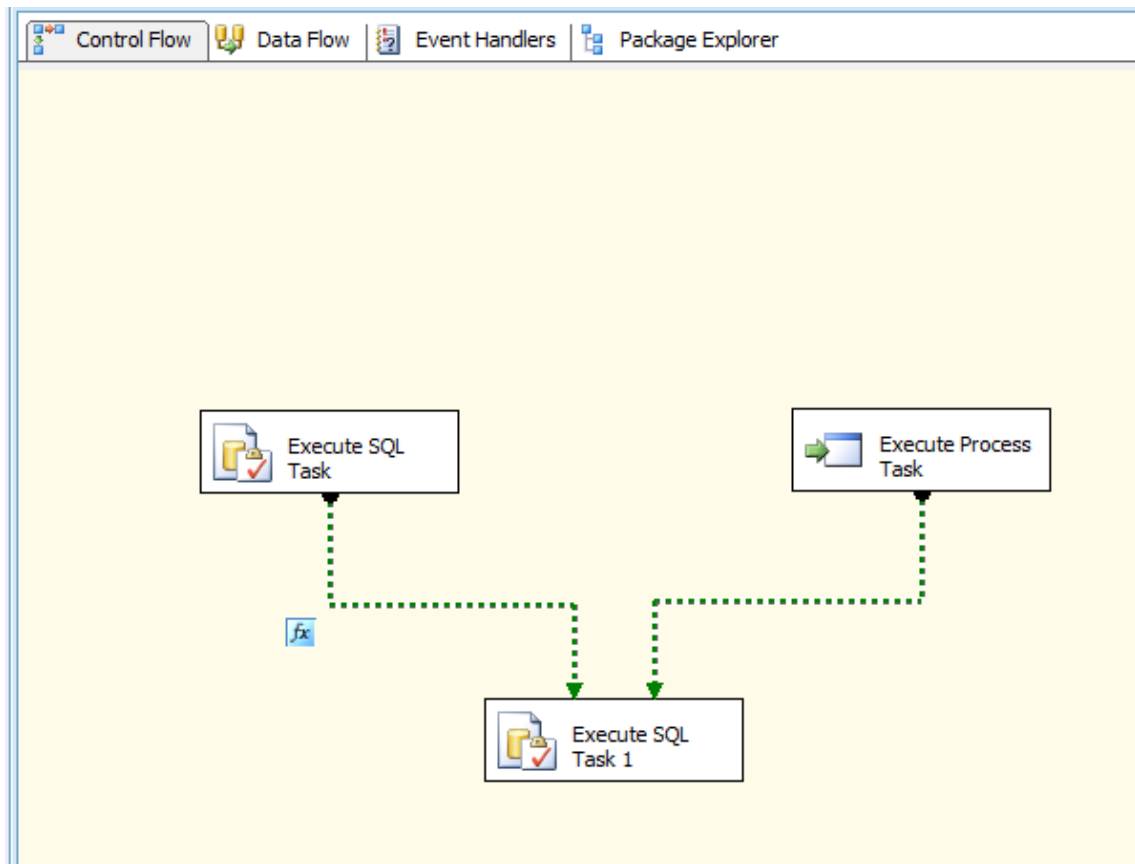 Control Flow Data Flow Event Handlers Package Explorer
Execute SQL
Task
Execute Process
Task
fx
Execute SQL
Task 1